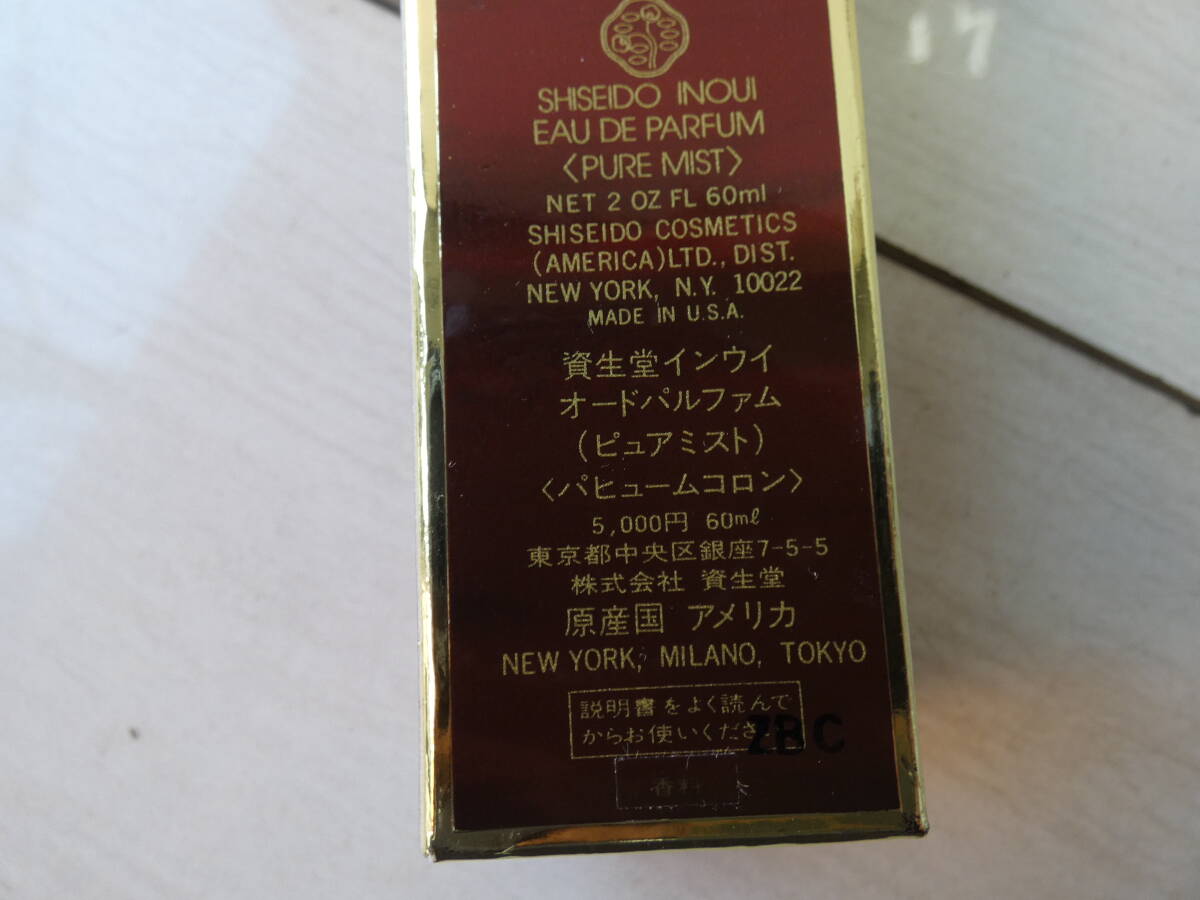 17
SHISEIDO INOUI
EAU DE PARFUM
〈PURE MIST〉
NET 2 OZ FL 60ml
SHISEIDO COSMETICS
(AMERICA)LTD., DIST.
NEW YORK, N.Y. 10022
MADE IN U.S.A.
資生堂インウイ
オードパルファム
(ピュアミスト)
〈パヒュームコロン〉
5,000円 60mℓ
東京都中央区銀座7-5-5
株式会社 資生堂
原産国 アメリカ
NEW YORK, MILANO, TOKYO
説明書をよく読んで
からお使いくださ
ZBC
香料